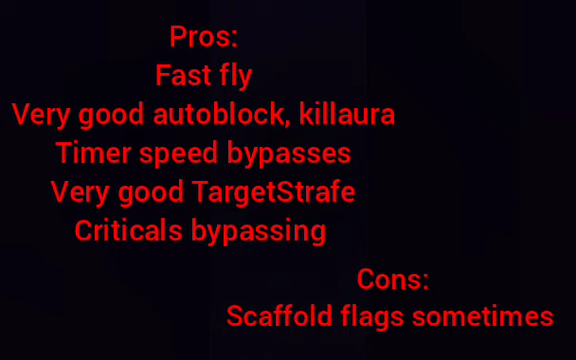 Pros:
Fast fly
Very good autoblock, killaura
Timer speed bypasses
Very good TargetStrafe
Criticals bypassing
Cons:
Scaffold flags sometimes